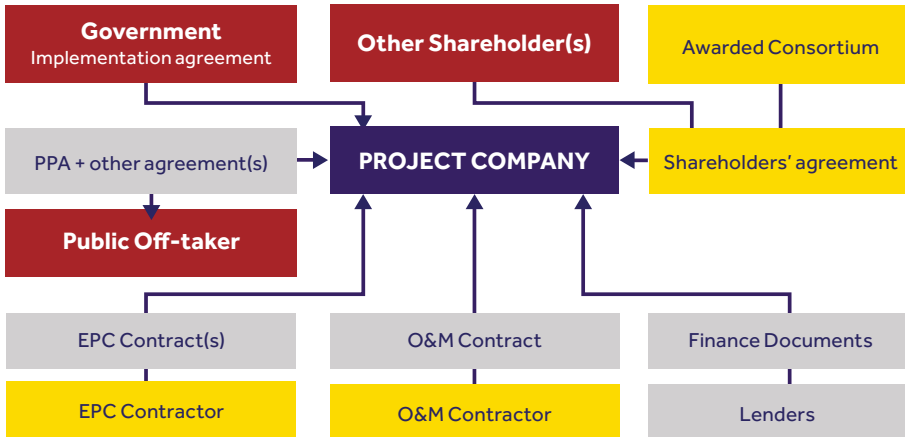 Government
Implementation agreement
Other Shareholder(s)
Awarded Consortium
PPA + other agreement(s)
PROJECT COMPANY
Shareholders’ agreement
Public Off-taker
EPC Contract(s)
O&M Contract
Finance Documents
EPC Contractor
O&M Contractor
Lenders